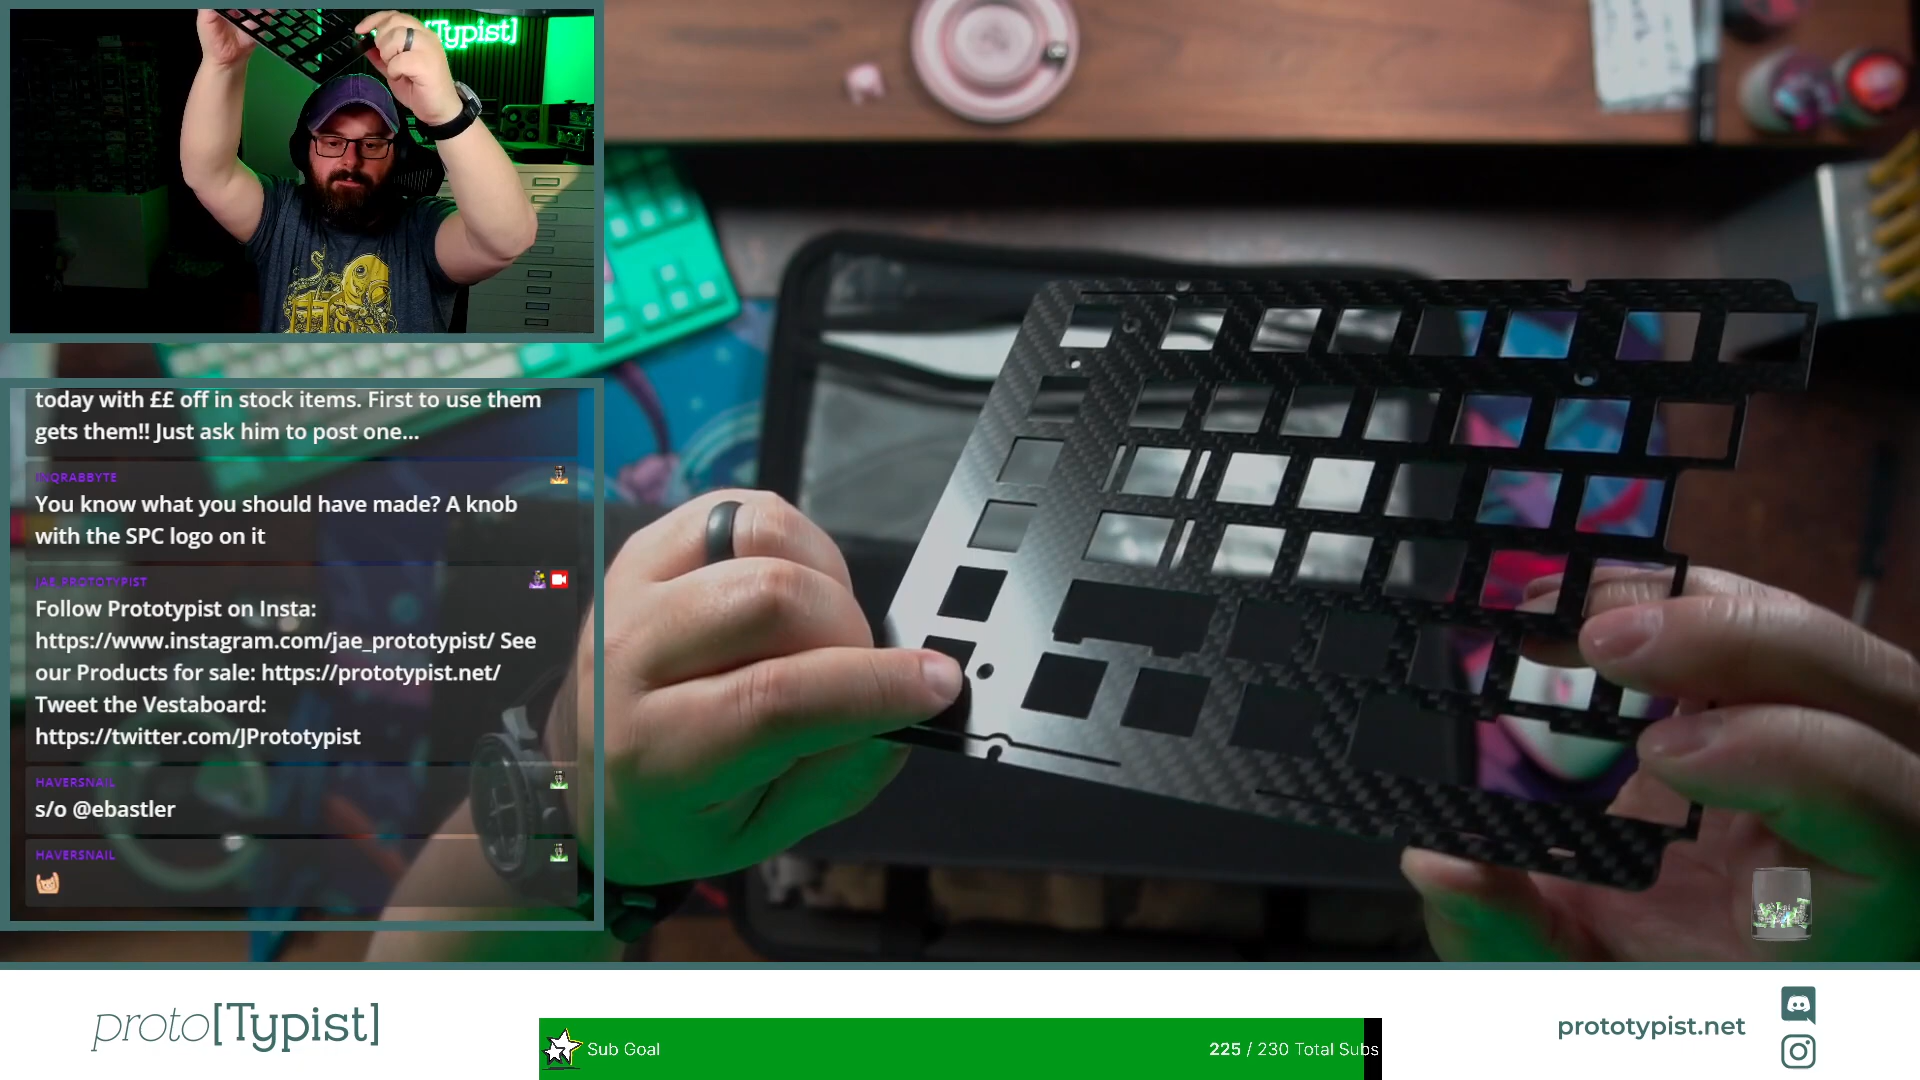 [Typist]
today with ££ off in stock items. First to use them
gets them!! Just ask him to post one...
INQRABBYTE
You know what you should have made? A knob
with the SPC logo on it
JAE_PROTOTYPIST
Follow Prototypist on Insta:
https://www.instagram.com/jae_prototypist/ See
our Products for sale: https://prototypist.net/
Tweet the Vestaboard:
https://twitter.com/JPrototypist
HAVERSNAIL
s/o @ebastler
HAVERSNAIL
proto[Typist]
Sub Goal
225 / 230 Total Subs
prototypist.net